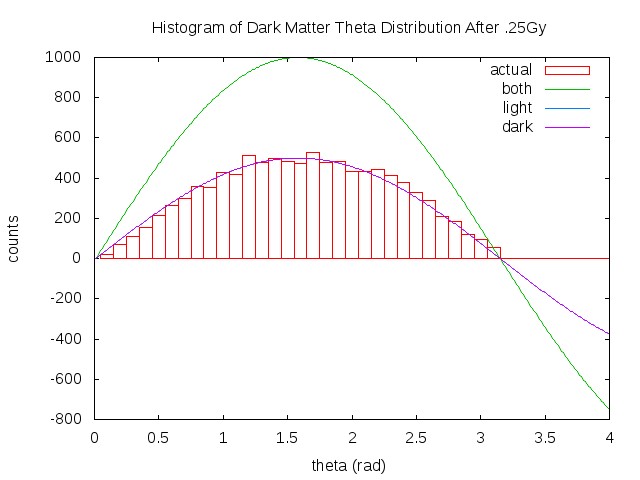 Histogram of Dark Matter Theta Distribution After .25Gy
actual
both
light
dark
1000
800
600
400
200
0
-200
-400
-600
-800
counts
0 0.5 1 1.5 2 2.5 3 3.5 4
theta (rad)